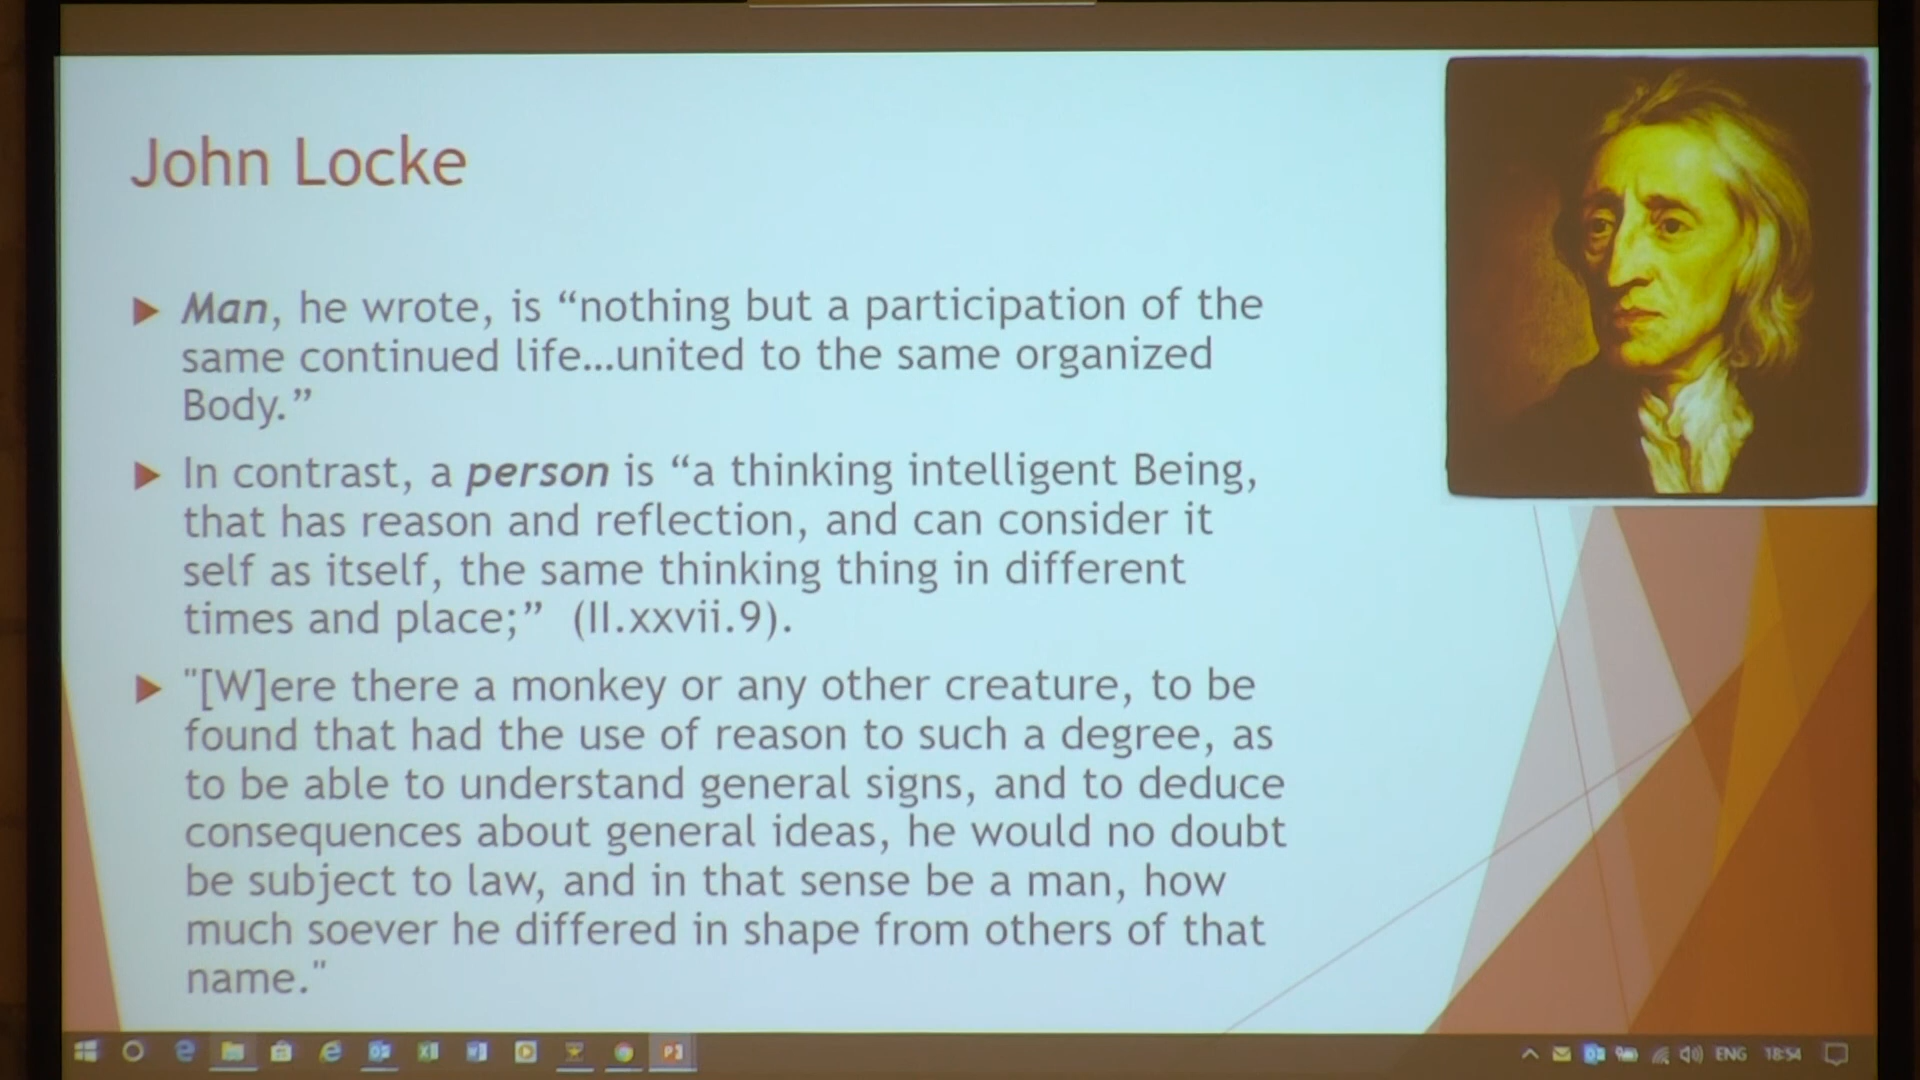 John Locke
Man, he wrote, is “nothing but a participation of the
same continued life...united to the same organized
Body.”
In contrast, a person is “a thinking intelligent Being,
that has reason and reflection, and can consider it
self as itself, the same thinking thing in different
times and place;” (II.xxvii.9).
"[W]ere there a monkey or any other creature, to be
found that had the use of reason to such a degree, as
to be able to understand general signs, and to deduce
consequences about general ideas, he would no doubt
be subject to law, and in that sense be a man, how
much soever he differed in shape from others of that
name."
ENG 18:54